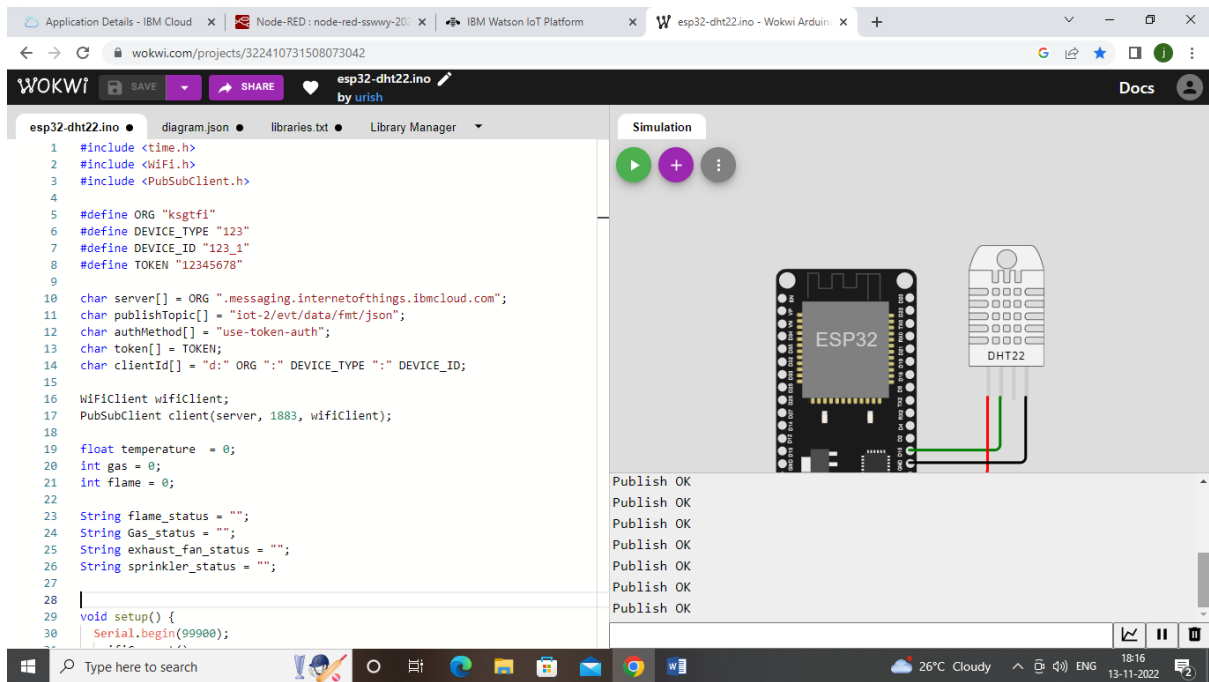 Application Details - IBM Cloud
Node-RED : node-red-sswwy-202
IBM Watson IoT Platform
esp32-dht22.ino - Wokwi Arduin
wokwi.com/projects/322410731508073042
WOKWI
SAVE
SHARE
esp32-dht22.ino
by urish
Docs
esp32-dht22.ino ●
diagram.json ●
libraries.txt ●
Library Manager
Simulation
1 #include <time.h>
2 #include <WiFi.h>
3 #include <PubSubClient.h>
4
5 #define ORG "ksgtfi"
6 #define DEVICE_TYPE "123"
7 #define DEVICE_ID "123_1"
8 #define TOKEN "12345678"
9
10 char server[] = ORG ".messaging.internetofthings.ibmcloud.com";
11 char publishTopic[] = "iot-2/evt/data/fmt/json";
12 char authMethod[] = "use-token-auth";
13 char token[] = TOKEN;
14 char clientId[] = "d:" ORG ":" DEVICE_TYPE ":" DEVICE_ID;
15
16 WiFiClient wifiClient;
17 PubSubClient client(server, 1883, wifiClient);
18
19 float temperature  = 0;
20 int gas = 0;
21 int flame = 0;
22
23 String flame_status = "";
24 String Gas_status = "";
25 String exhaust_fan_status = "";
26 String sprinkler_status = "";
27
28
29 void setup() {
30 Serial.begin(99900);
ESP32
DHT22
Publish OK
Publish OK
Publish OK
Publish OK
Publish OK
Publish OK
Publish OK
Type here to search
26°C Cloudy
ENG
18:16
13-11-2022